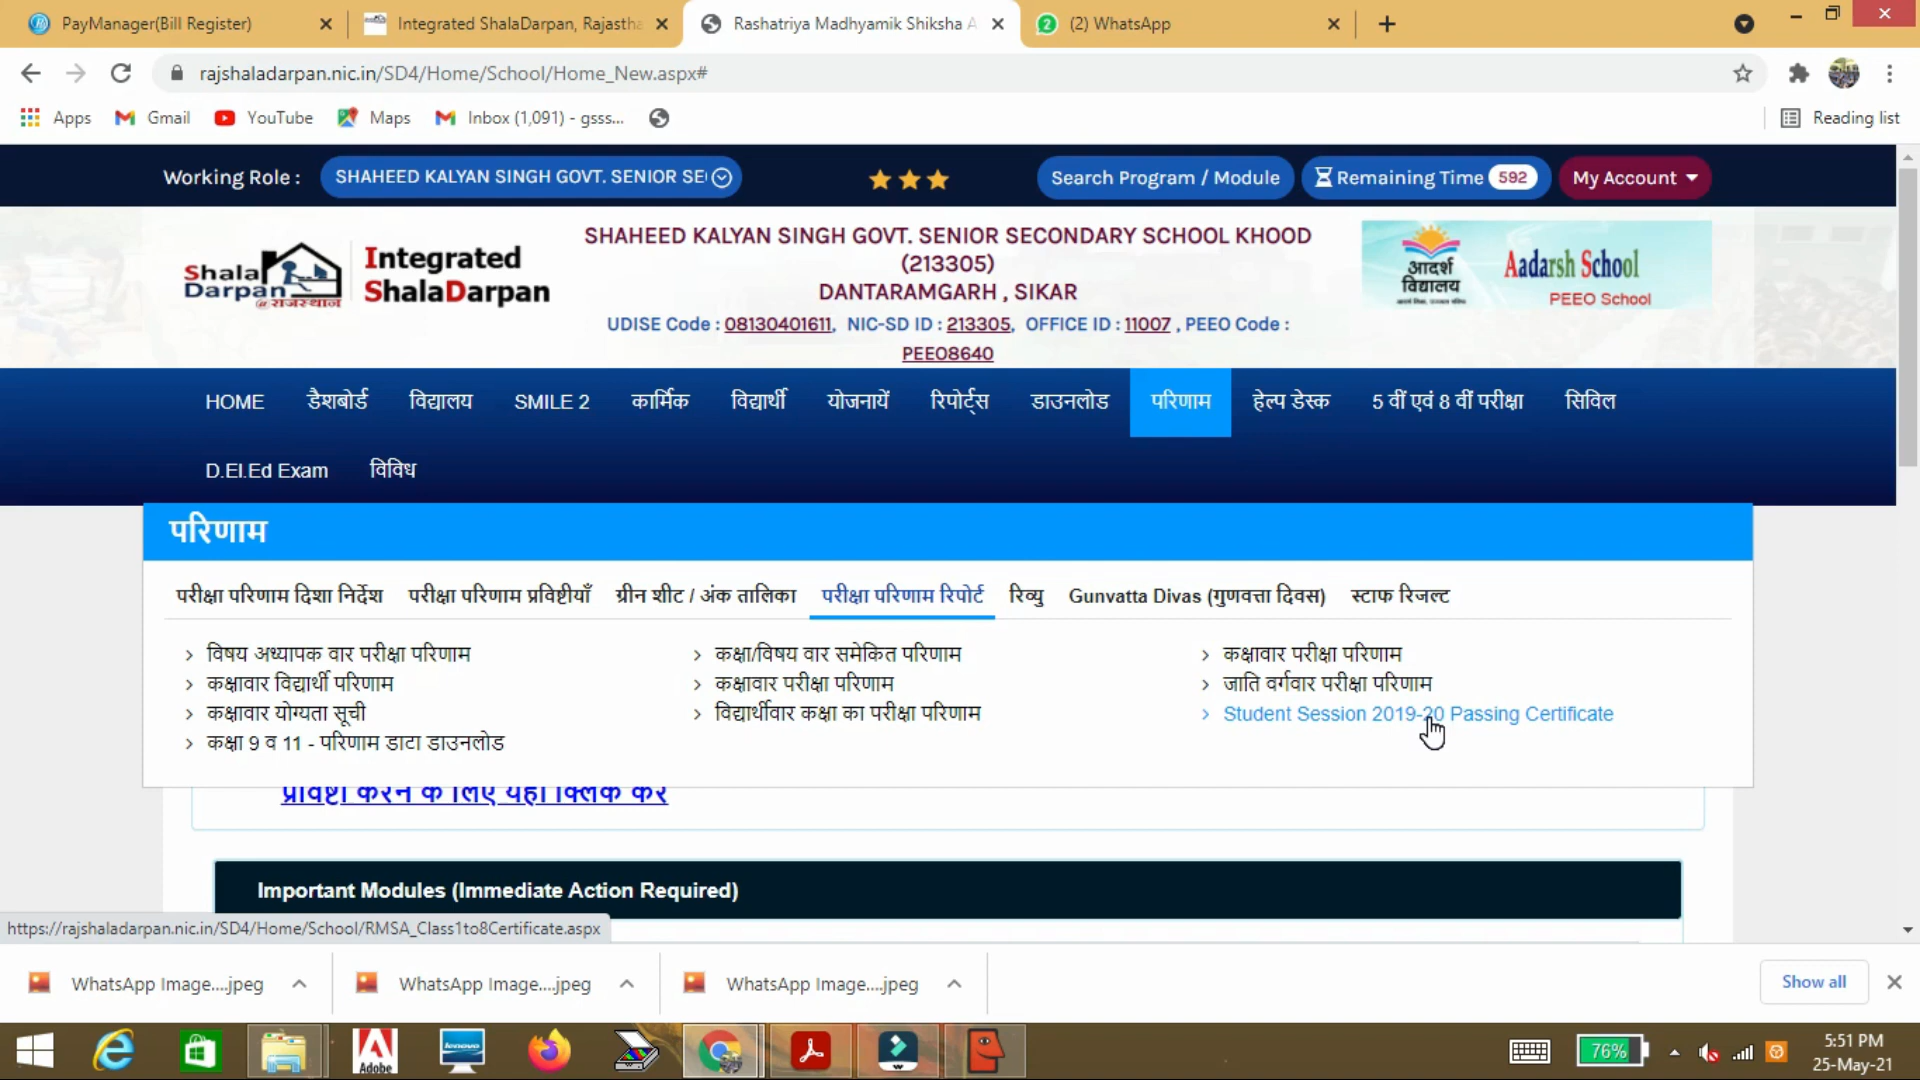 PayManager(Bill Register)
Integrated ShalaDarpan, Rajastha
Rashatriya Madhyamik Shiksha A
2 (2) WhatsApp
rajshaladarpan.nic.in/SD4/Home/School/Home_New.aspx#
Apps Gmail YouTube Maps Inbox (1,091) - gsss... Reading list
Working Role : SHAHEED KALYAN SINGH GOVT. SENIOR SE Search Program / Module Remaining Time 592 My Account
Shala Darpan @राजस्थान
Integrated
ShalaDarpan
SHAHEED KALYAN SINGH GOVT. SENIOR SECONDARY SCHOOL KHOOD
(213305)
DANTARAMGARH , SIKAR
UDISE Code : 08130401611, NIC-SD ID : 213305, OFFICE ID : 11007 , PEEO Code :
PEEO8640
आदर्श
विद्यालय
Aadarsh School
PEEO School
HOME डैशबोर्ड विद्यालय SMILE 2 कार्मिक विद्यार्थी योजनायें रिपोर्ट्स डाउनलोड परिणाम हेल्प डेस्क 5 वीं एवं 8 वीं परीक्षा सिविल
D.El.Ed Exam विविध
परिणाम
परीक्षा परिणाम दिशा निर्देश परीक्षा परिणाम प्रविष्टीयाँ ग्रीन शीट / अंक तालिका परीक्षा परिणाम रिपोर्ट रिव्यु Gunvatta Divas (गुणवत्ता दिवस) स्टाफ रिजल्ट
विषय अध्यापक वार परीक्षा परिणाम कक्षा/विषय वार समेकित परिणाम कक्षावार परीक्षा परिणाम
कक्षावार विद्यार्थी परिणाम कक्षावार परीक्षा परिणाम जाति वर्गवार परीक्षा परिणाम
कक्षावार योग्यता सूची विद्यार्थीवार कक्षा का परीक्षा परिणाम Student Session 2019-20 Passing Certificate
कक्षा 9 व 11 - परिणाम डाटा डाउनलोड
प्रविष्टी करने के लिए यहाँ क्लिक करे
Important Modules (Immediate Action Required)
https://rajshaladarpan.nic.in/SD4/Home/School/RMSA_Class1to8Certificate.aspx
WhatsApp Image....jpeg WhatsApp Image....jpeg WhatsApp Image....jpeg Show all
Adobe lenovo 76% 5:51 PM
25-May-21